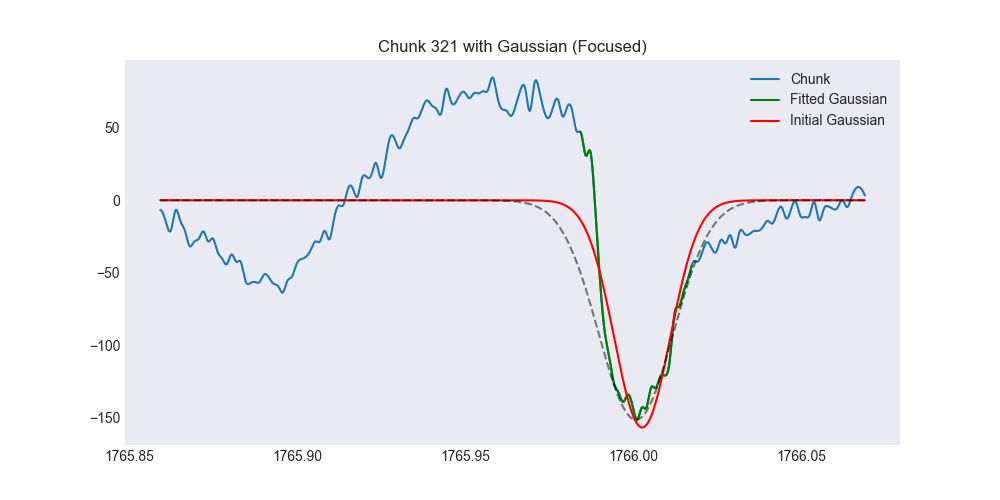 Chunk 321 with Gaussian (Focused)
Chunk
Fitted Gaussian
Initial Gaussian
50
0
−50
−100
−150
1765.85 1765.90 1765.95 1766.00 1766.05